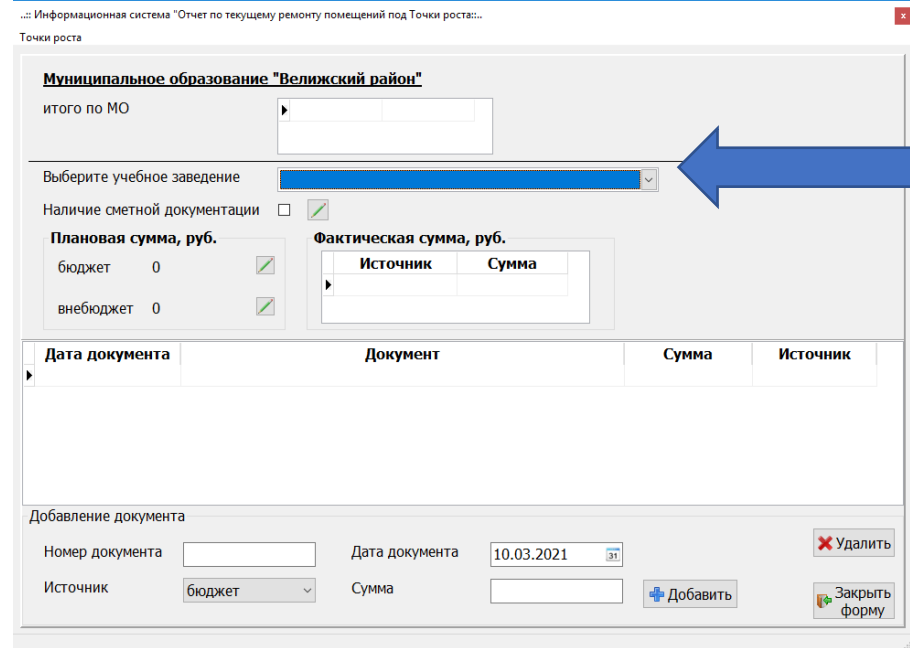 ..:: Информационная система "Отчет по текущему ремонту помещений под Точки роста::..
x
Точки роста
Муниципальное образование "Велижский район"
итого по МО
Выберите учебное заведение
Наличие сметной документации
Плановая сумма, руб.
Фактическая сумма, руб.
бюджет 0
Источник Сумма
внебюджет 0
Дата документа Документ Сумма Источник
Добавление документа
Номер документа Дата документа 10.03.2021 31 Удалить
Источник бюджет Сумма Добавить Закрыть
форму